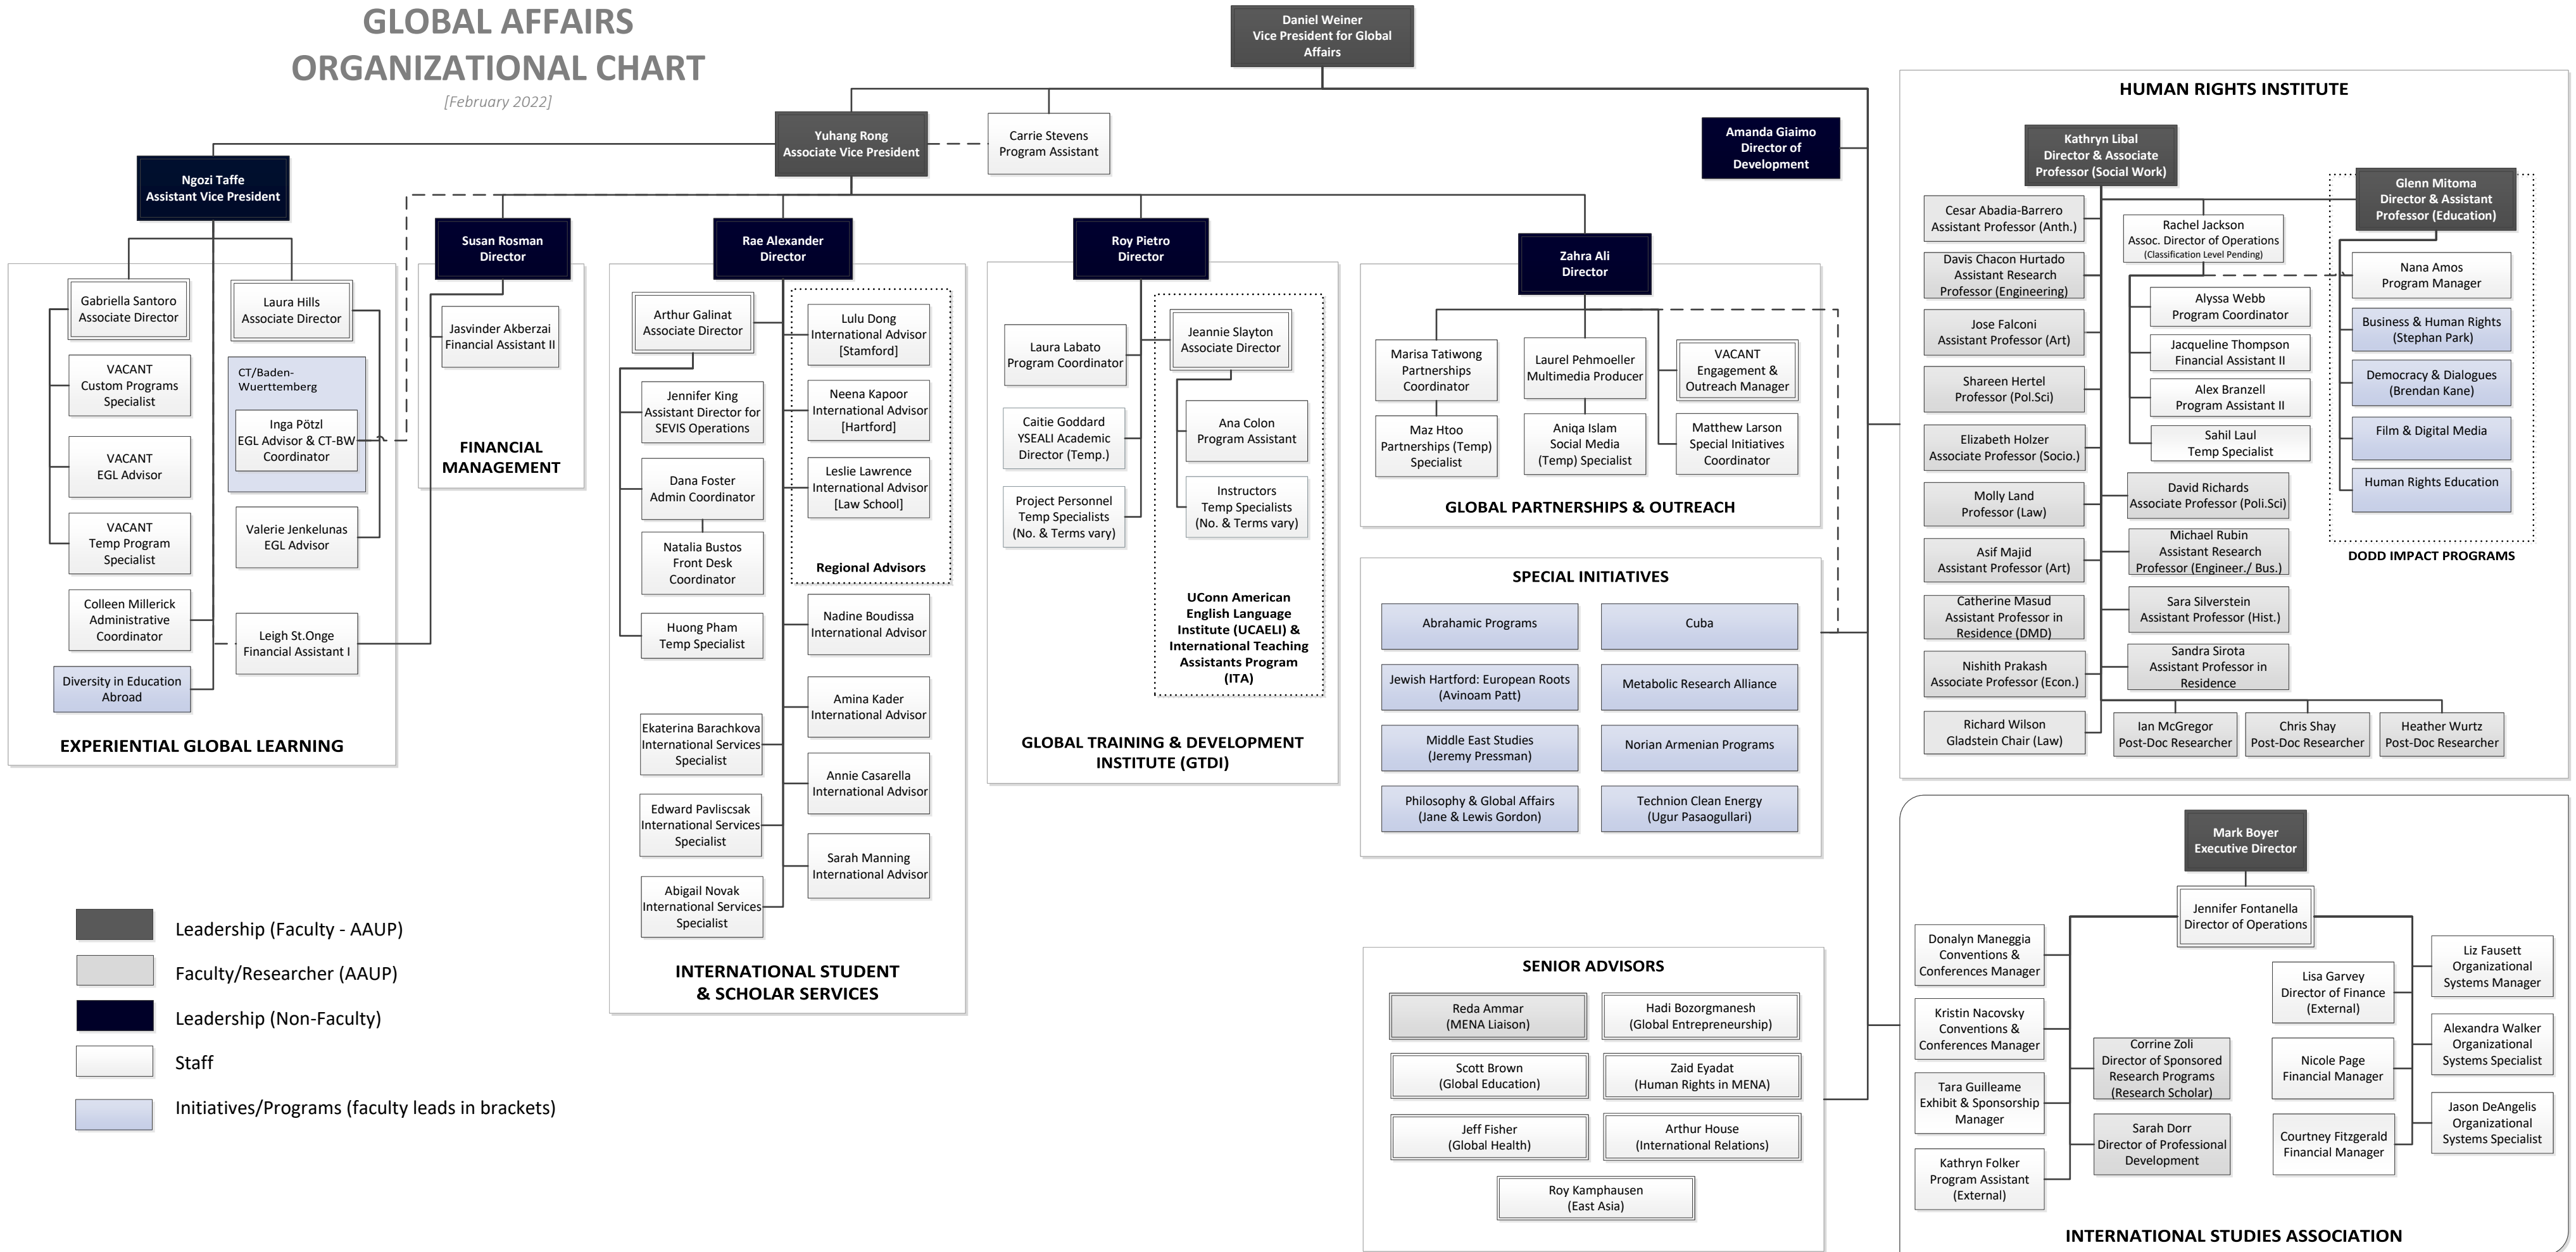 GLOBAL AFFAIRS
ORGANIZATIONAL CHART
[February 2022]
Daniel Weiner
Vice President for Global
Affairs
Yuhang Rong
Associate Vice President
Carrie Stevens
Program Assistant
Amanda Giaimo
Director of
Development
Ngozi Taffe
Assistant Vice President
Gabriella Santoro
Associate Director
VACANT
Custom Programs
Specialist
VACANT
EGL Advisor
VACANT
Temp Program
Specialist
Colleen Millerick
Administrative
Coordinator
Diversity in Education
Abroad
Laura Hills
Associate Director
CT/Baden-
Wuerttemberg
Inga Pötzl
EGL Advisor & CT-BW
Coordinator
Valerie Jenkelunas
EGL Advisor
Leigh St.Onge
Financial Assistant I
EXPERIENTIAL GLOBAL LEARNING
Susan Rosman
Director
Jasvinder Akberzai
Financial Assistant II
FINANCIAL
MANAGEMENT
Rae Alexander
Director
Arthur Galinat
Associate Director
Jennifer King
Assistant Director for
SEVIS Operations
Dana Foster
Admin Coordinator
Natalia Bustos
Front Desk
Coordinator
Huong Pham
Temp Specialist
Ekaterina Barachkova
International Services
Specialist
Edward Pavliscsak
International Services
Specialist
Abigail Novak
International Services
Specialist
Lulu Dong
International Advisor
[Stamford]
Neena Kapoor
International Advisor
[Hartford]
Leslie Lawrence
International Advisor
[Law School]
Regional Advisors
Nadine Boudissa
International Advisor
Amina Kader
International Advisor
Annie Casarella
International Advisor
Sarah Manning
International Advisor
INTERNATIONAL STUDENT
& SCHOLAR SERVICES
Roy Pietro
Director
Laura Labato
Program Coordinator
Caitie Goddard
YSEALI Academic
Director (Temp.)
Project Personnel
Temp Specialists
(No. & Terms vary)
Jeannie Slayton
Associate Director
Ana Colon
Program Assistant
Instructors
Temp Specialists
(No. & Terms vary)
UConn American
English Language
Institute (UCAELI) &
International Teaching
Assistants Program
(ITA)
GLOBAL TRAINING & DEVELOPMENT
INSTITUTE (GTDI)
Zahra Ali
Director
Marisa Tatiwong
Partnerships
Coordinator
Maz Htoo
Partnerships (Temp)
Specialist
Laurel Pehmoeller
Multimedia Producer
Aniqa Islam
Social Media
(Temp) Specialist
VACANT
Engagement &
Outreach Manager
Matthew Larson
Special Initiatives
Coordinator
GLOBAL PARTNERSHIPS & OUTREACH
SPECIAL INITIATIVES
Abrahamic Programs
Cuba
Jewish Hartford: European Roots
(Avinoam Patt)
Metabolic Research Alliance
Middle East Studies
(Jeremy Pressman)
Norian Armenian Programs
Philosophy & Global Affairs
(Jane & Lewis Gordon)
Technion Clean Energy
(Ugur Pasaogullari)
SENIOR ADVISORS
Reda Ammar
(MENA Liaison)
Hadi Bozorgmanesh
(Global Entrepreneurship)
Scott Brown
(Global Education)
Zaid Eyadat
(Human Rights in MENA)
Jeff Fisher
(Global Health)
Arthur House
(International Relations)
Roy Kamphausen
(East Asia)
HUMAN RIGHTS INSTITUTE
Kathryn Libal
Director & Associate
Professor (Social Work)
Cesar Abadia-Barrero
Assistant Professor (Anth.)
Davis Chacon Hurtado
Assistant Research
Professor (Engineering)
Jose Falconi
Assistant Professor (Art)
Shareen Hertel
Professor (Pol.Sci)
Elizabeth Holzer
Associate Professor (Socio.)
Molly Land
Professor (Law)
Asif Majid
Assistant Professor (Art)
Catherine Masud
Assistant Professor in
Residence (DMD)
Nishith Prakash
Associate Professor (Econ.)
Richard Wilson
Gladstein Chair (Law)
Rachel Jackson
Assoc. Director of Operations
(Classification Level Pending)
Alyssa Webb
Program Coordinator
Jacqueline Thompson
Financial Assistant II
Alex Branzell
Program Assistant II
Sahil Laul
Temp Specialist
David Richards
Associate Professor (Poli.Sci)
Michael Rubin
Assistant Research
Professor (Engineer./ Bus.)
Sara Silverstein
Assistant Professor (Hist.)
Sandra Sirota
Assistant Professor in
Residence
Ian McGregor
Post-Doc Researcher
Chris Shay
Post-Doc Researcher
Heather Wurtz
Post-Doc Researcher
Glenn Mitoma
Director & Assistant
Professor (Education)
Nana Amos
Program Manager
Business & Human Rights
(Stephan Park)
Democracy & Dialogues
(Brendan Kane)
Film & Digital Media
Human Rights Education
DODD IMPACT PROGRAMS
Mark Boyer
Executive Director
Jennifer Fontanella
Director of Operations
Donalyn Maneggia
Conventions &
Conferences Manager
Kristin Nacovsky
Conventions &
Conferences Manager
Tara Guilleame
Exhibit & Sponsorship
Manager
Kathryn Folker
Program Assistant
(External)
Corrine Zoli
Director of Sponsored
Research Programs
(Research Scholar)
Sarah Dorr
Director of Professional
Development
Lisa Garvey
Director of Finance
(External)
Nicole Page
Financial Manager
Courtney Fitzgerald
Financial Manager
Liz Fausett
Organizational
Systems Manager
Alexandra Walker
Organizational
Systems Specialist
Jason DeAngelis
Organizational
Systems Specialist
INTERNATIONAL STUDIES ASSOCIATION
Leadership (Faculty - AAUP)
Faculty/Researcher (AAUP)
Leadership (Non-Faculty)
Staff
Initiatives/Programs (faculty leads in brackets)